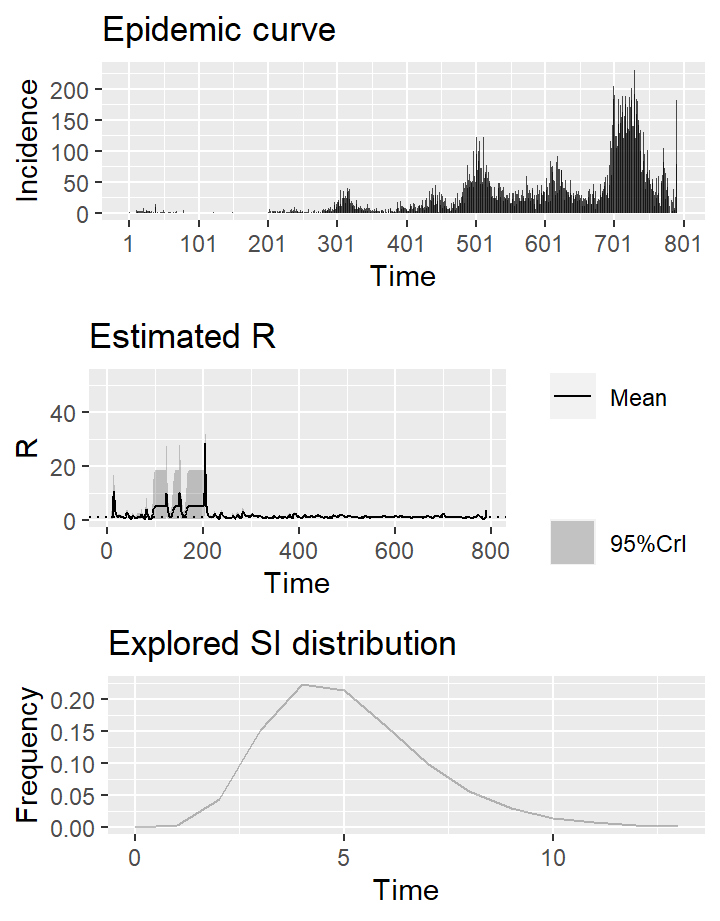 Epidemic curve
Incidence
200
150
100
50
0
1 101 201 301 401 501 601 701 801
Time
Estimated R
R
40
20
0
0 200 400 600 800
Time
Mean
95%CrI
Explored SI distribution
Frequency
0.20
0.15
0.10
0.05
0.00
0 5 10
Time